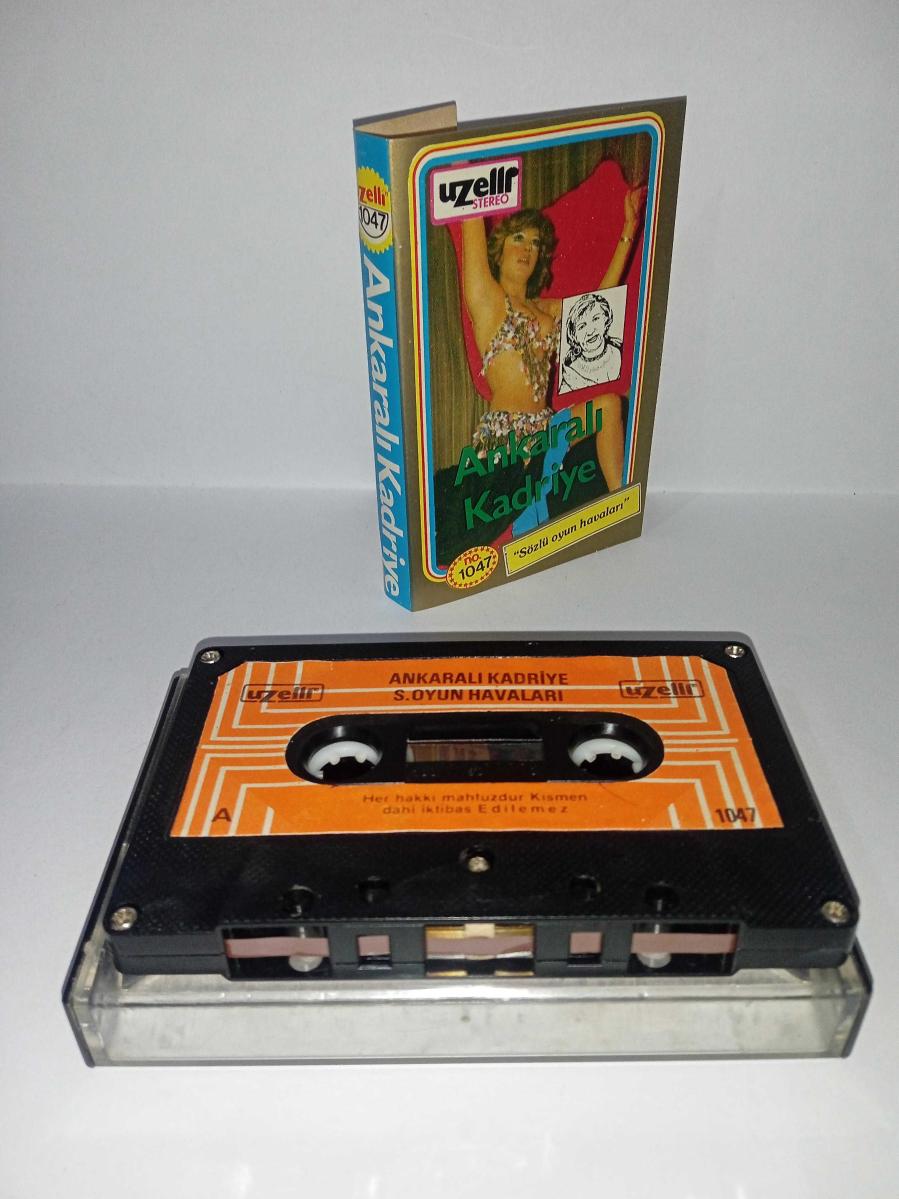 uzelli
1047
Ankaralı Kadriye
uzelli
STEREO
Ankaralı
Kadriye
no.
1047
"Sözlü oyun havaları"
ANKARALI KADRİYE
uzelli
S.OYUN HAVALARI
uzelli
Her hakkı mahfuzdur Kısmen
dahi iktibas Edilemez
A
1047